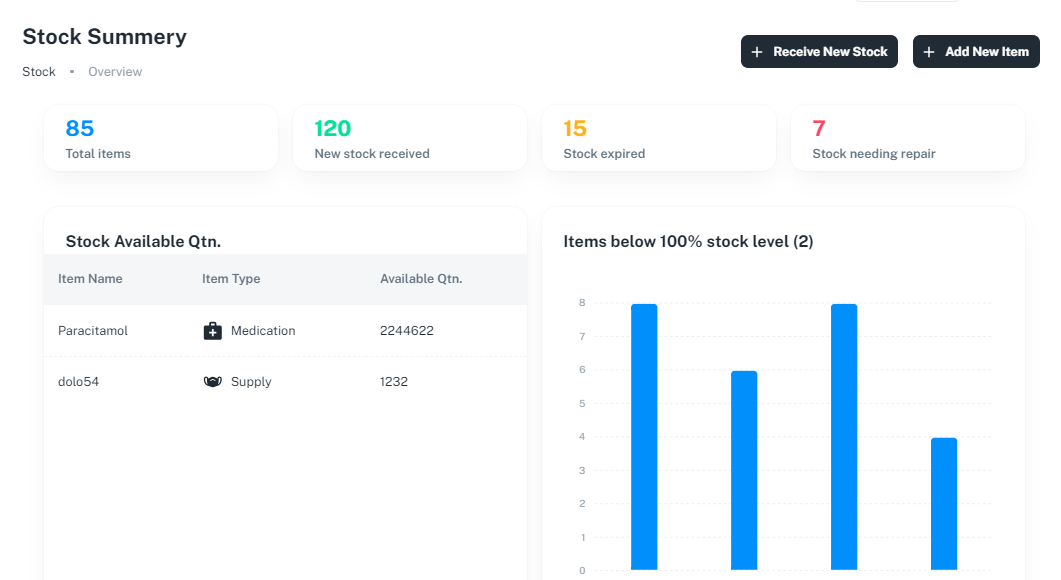 Stock Summery
Stock • Overview
+ Receive New Stock
+ Add New Item
85
Total items
120
New stock received
15
Stock expired
7
Stock needing repair
Stock Available Qtn.
Item Name Item Type Available Qtn.
Paracitamol Medication 2244622
dolo54 Supply 1232
Items below 100% stock level (2)
8
7
6
5
4
3
2
1
0